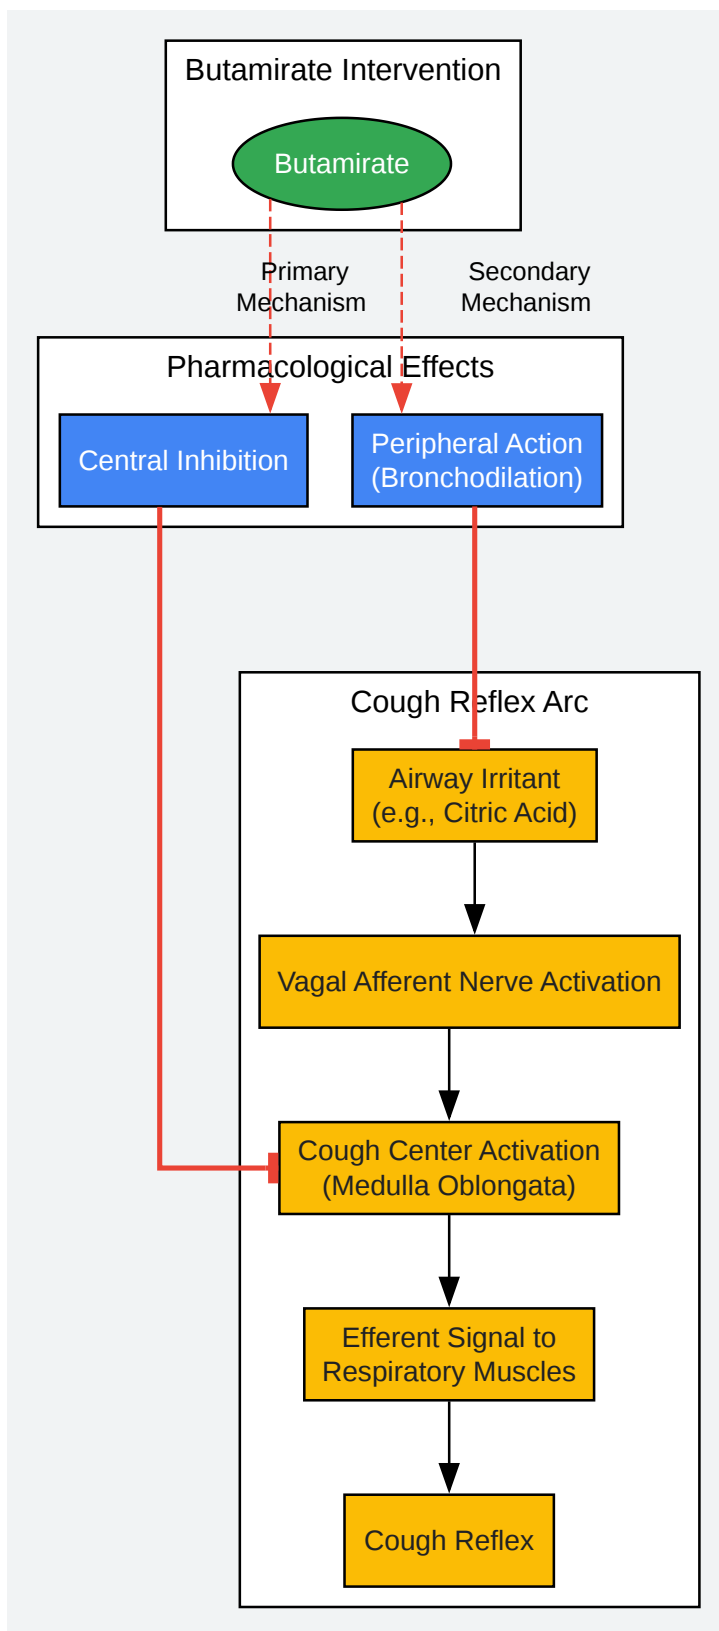 Butamirate Intervention
Butamirate
Primary
Mechanism
Secondary
Mechanism
Pharmacological Effects
Central Inhibition
Peripheral Action
(Bronchodilation)
Cough Reflex Arc
Airway Irritant
(e.g., Citric Acid)
Vagal Afferent Nerve Activation
Cough Center Activation
(Medulla Oblongata)
Efferent Signal to
Respiratory Muscles
Cough Reflex